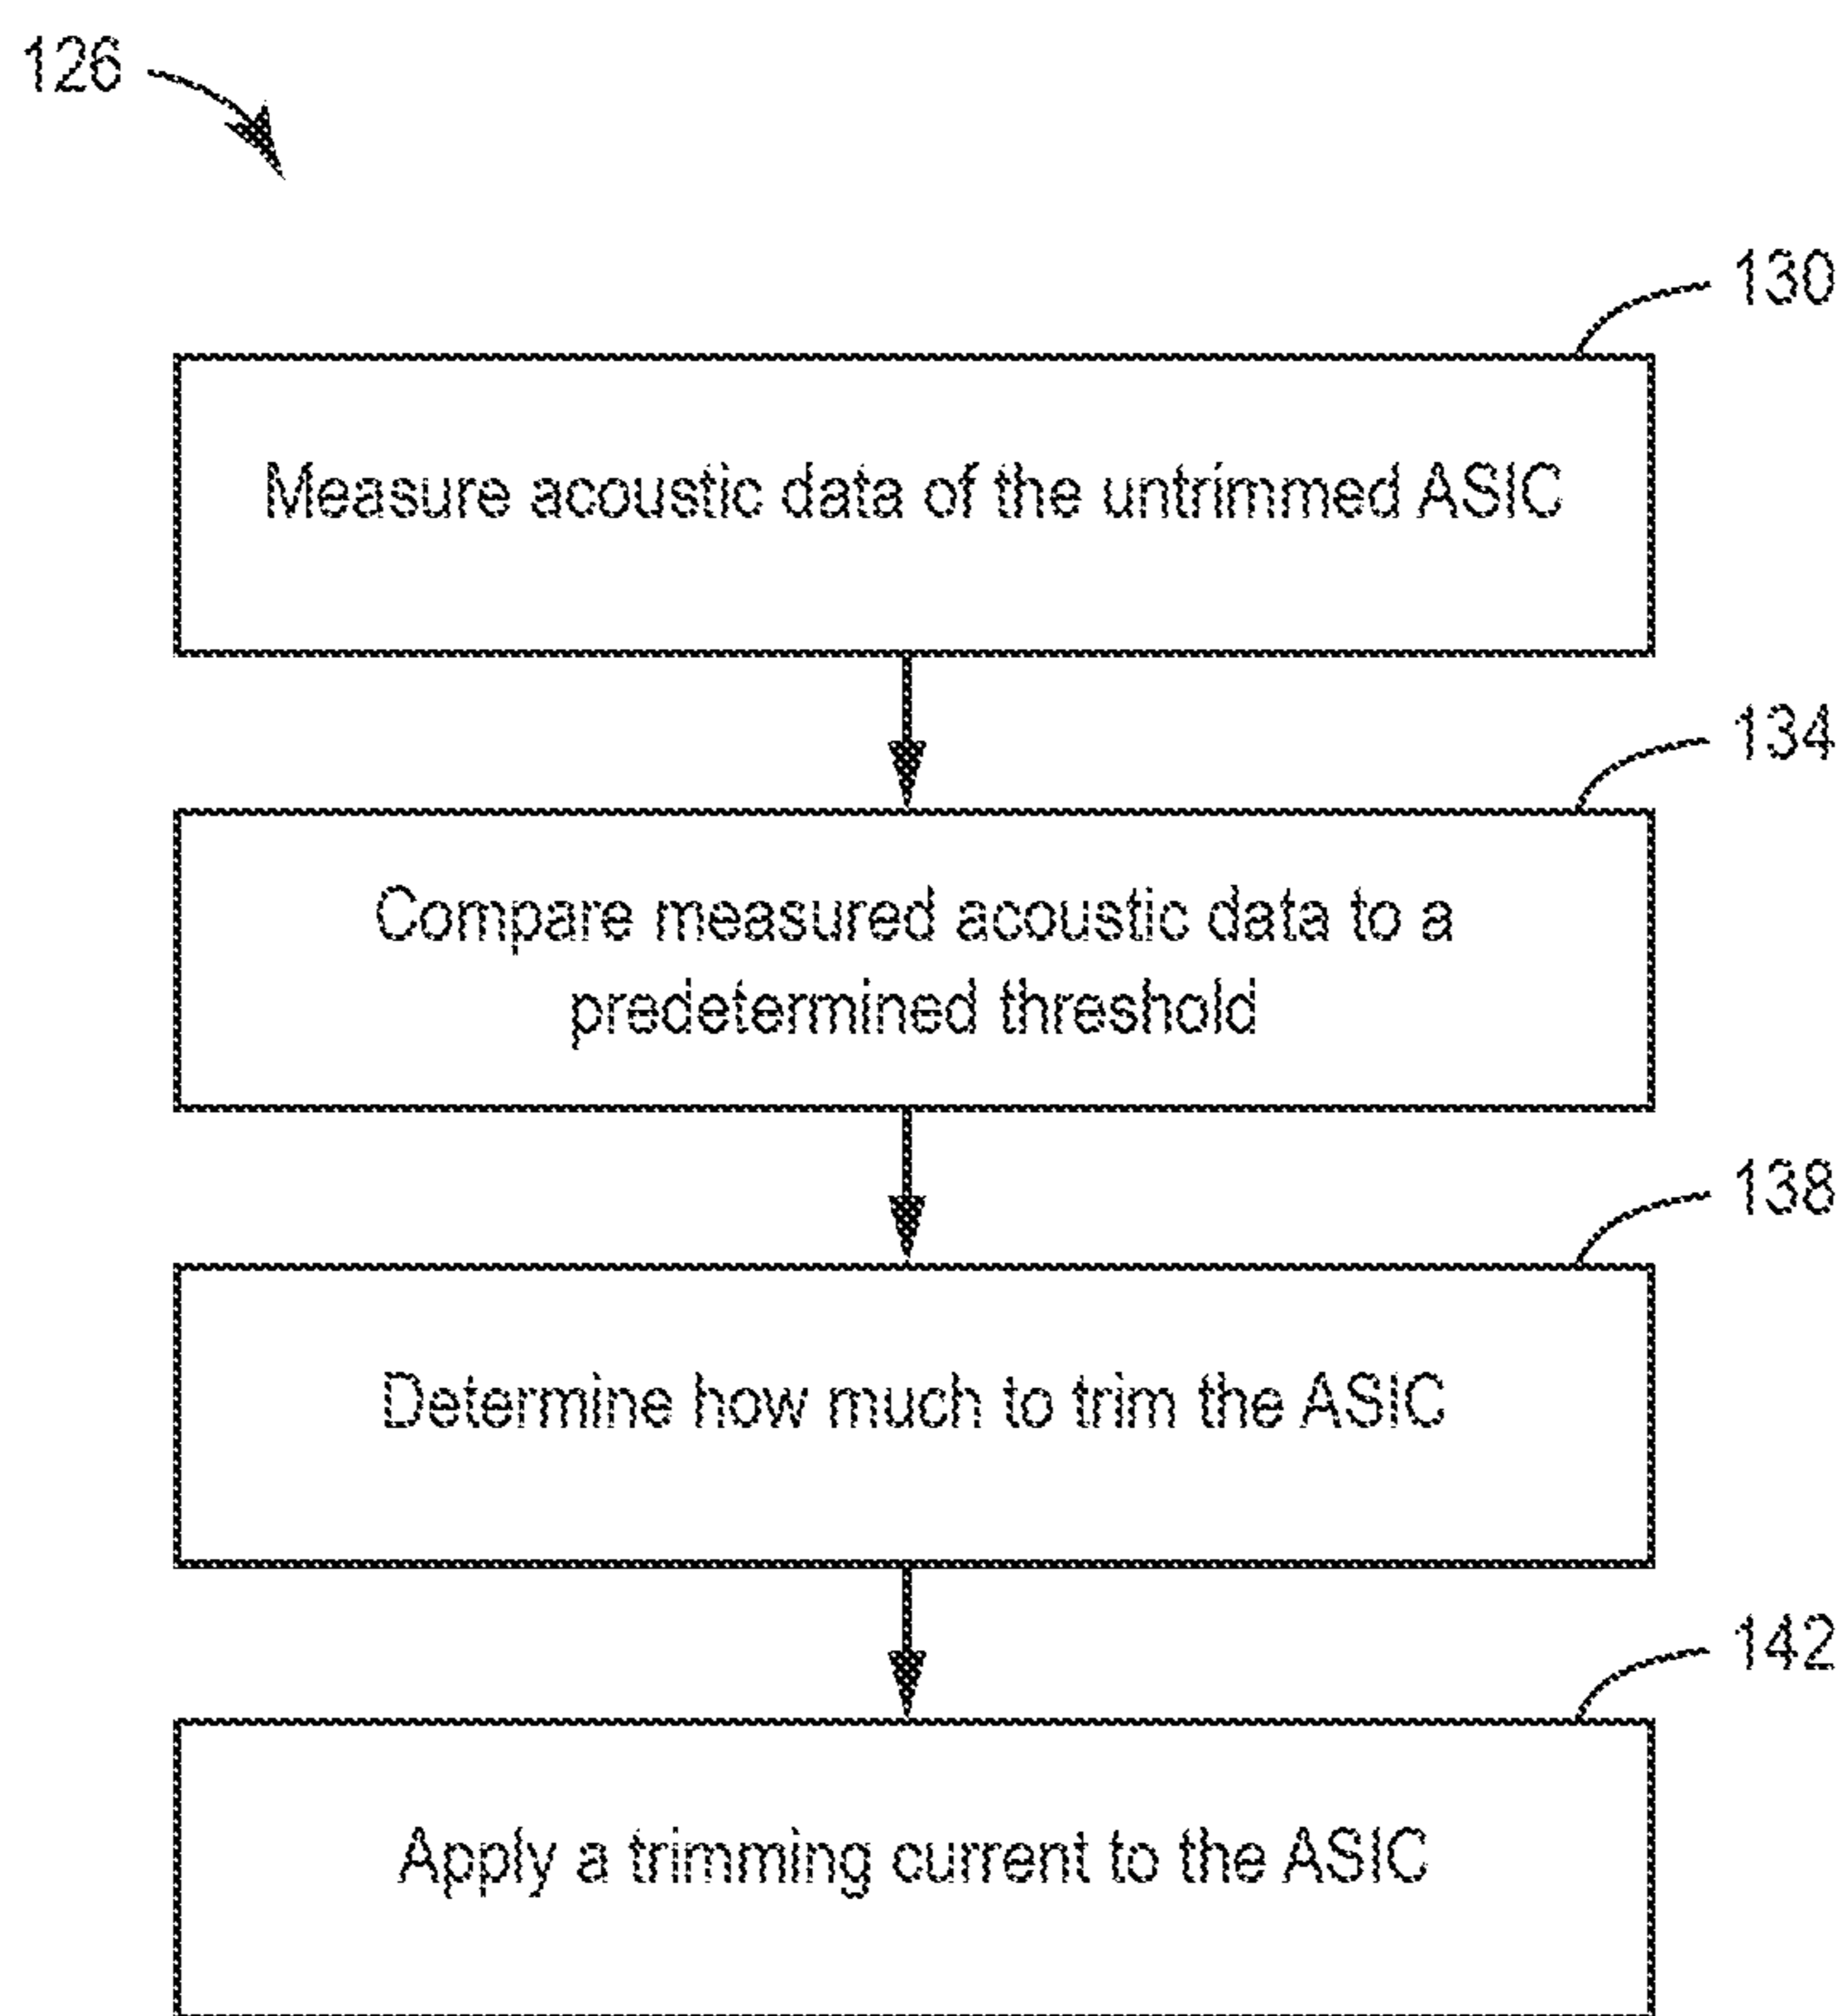 126
130
Measure acoustic data of the untrimmed ASIC
134
Compare measured acoustic data to a
predetermined threshold
138
Determine how much to trim the ASIC
142
Apply a trimming current to the ASIC